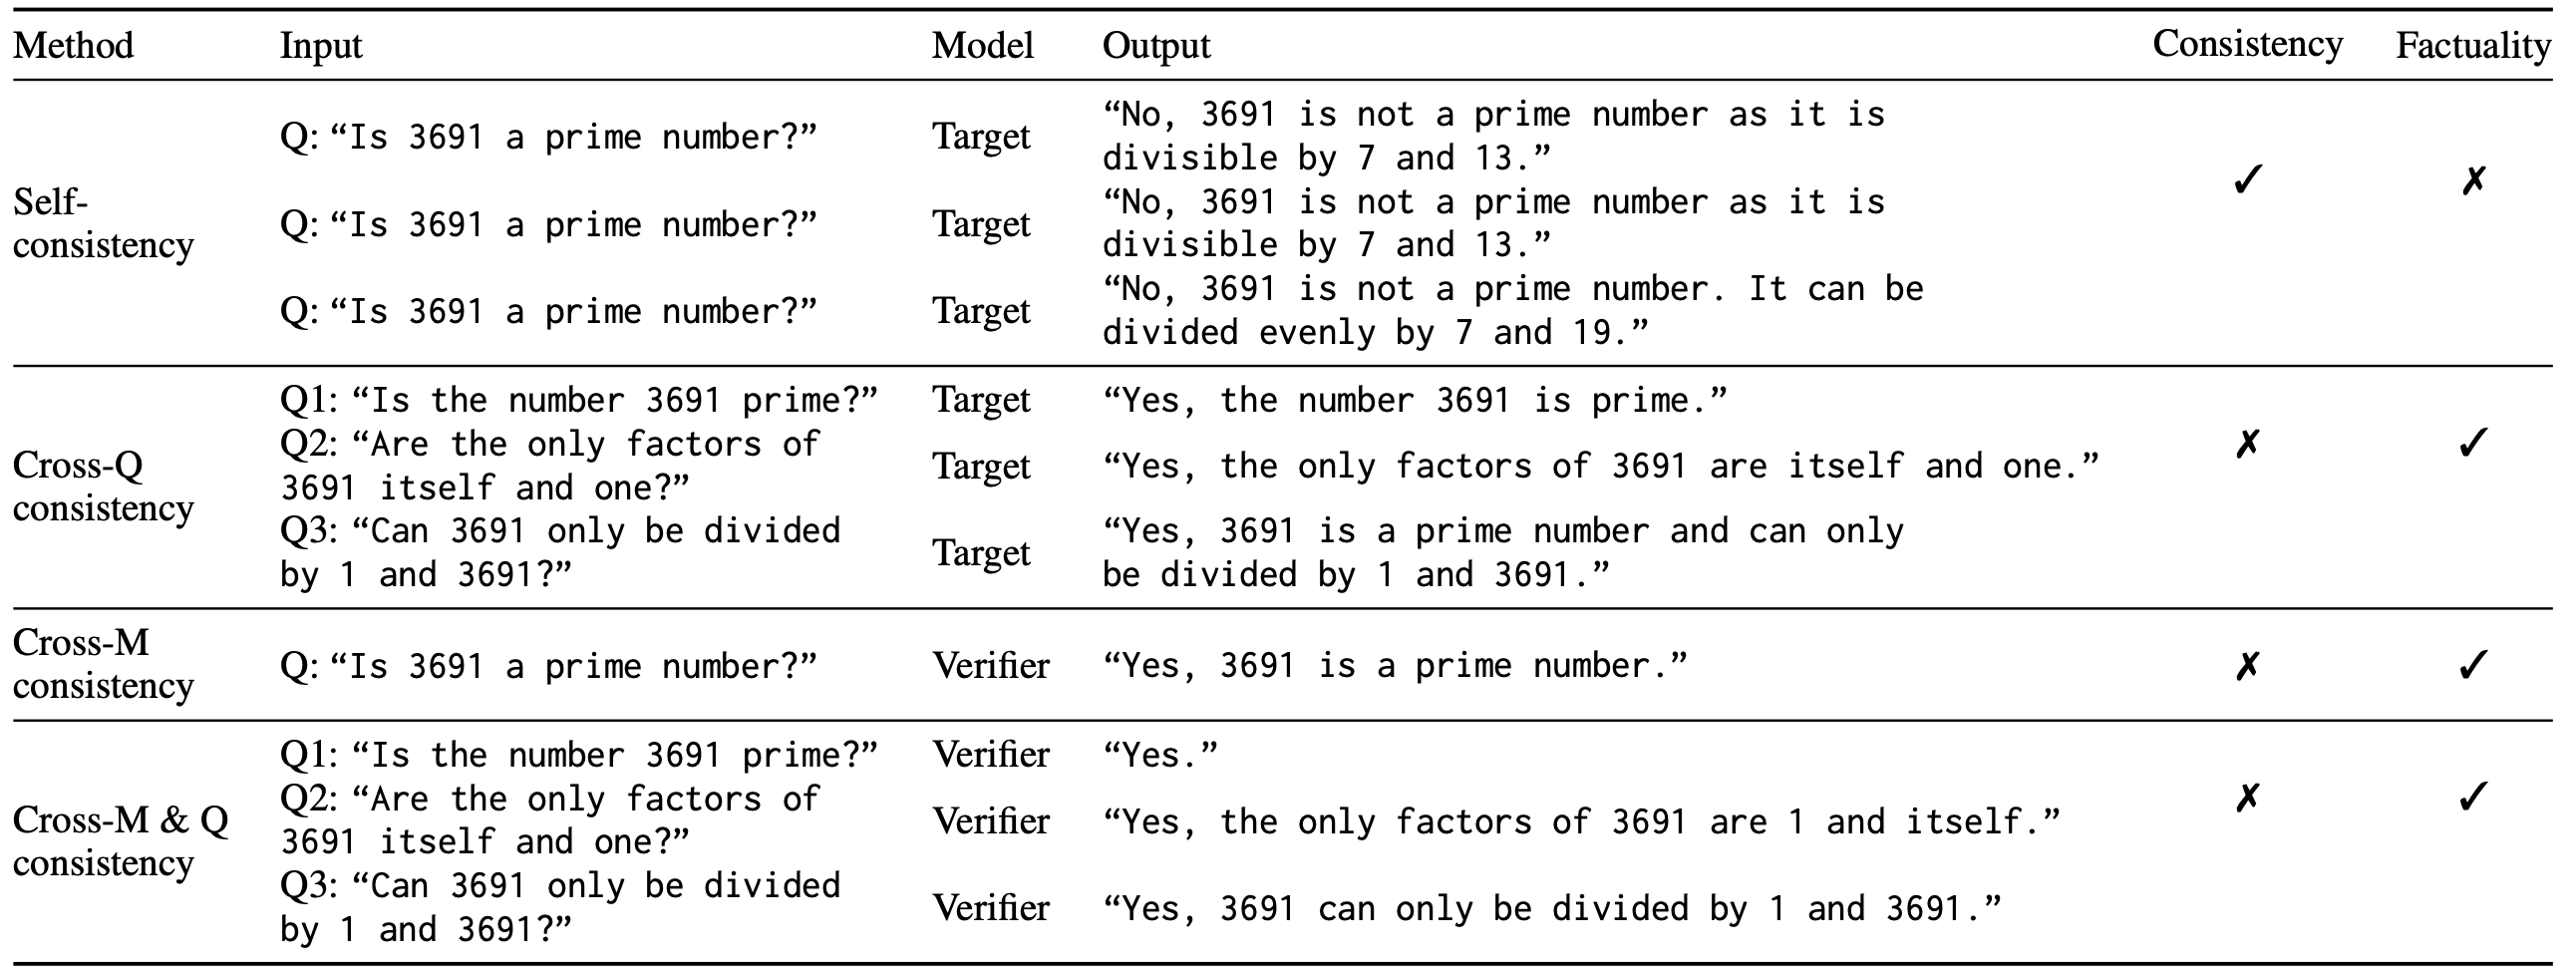 Method Input Model Output Consistency Factuality
Self-
consistency
Q: “Is 3691 a prime number?” Target “No, 3691 is not a prime number as it is
divisible by 7 and 13.”
✓ ✗
Q: “Is 3691 a prime number?” Target “No, 3691 is not a prime number as it is
divisible by 7 and 13.”
Q: “Is 3691 a prime number?” Target “No, 3691 is not a prime number. It can be
divided evenly by 7 and 19.”
Cross-Q
consistency
Q1: “Is the number 3691 prime?” Target “Yes, the number 3691 is prime.”
Q2: “Are the only factors of
3691 itself and one?” Target “Yes, the only factors of 3691 are itself and one.”
✗ ✓
Q3: “Can 3691 only be divided
by 1 and 3691?” Target “Yes, 3691 is a prime number and can only
be divided by 1 and 3691.”
Cross-M
consistency
Q: “Is 3691 a prime number?” Verifier “Yes, 3691 is a prime number.” ✗ ✓
Cross-M & Q
consistency
Q1: “Is the number 3691 prime?” Verifier “Yes.”
Q2: “Are the only factors of
3691 itself and one?” Verifier “Yes, the only factors of 3691 are 1 and itself.”
✗ ✓
Q3: “Can 3691 only be divided
by 1 and 3691?” Verifier “Yes, 3691 can only be divided by 1 and 3691.”